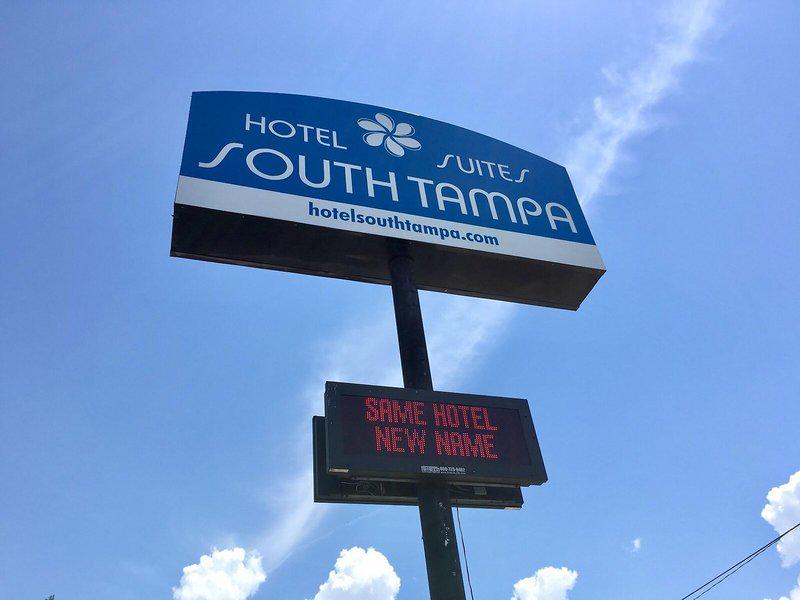 HOTEL SUITES
SOUTH TAMPA
hotelsouthtampa.com
SAME HOTEL
NEW NAME